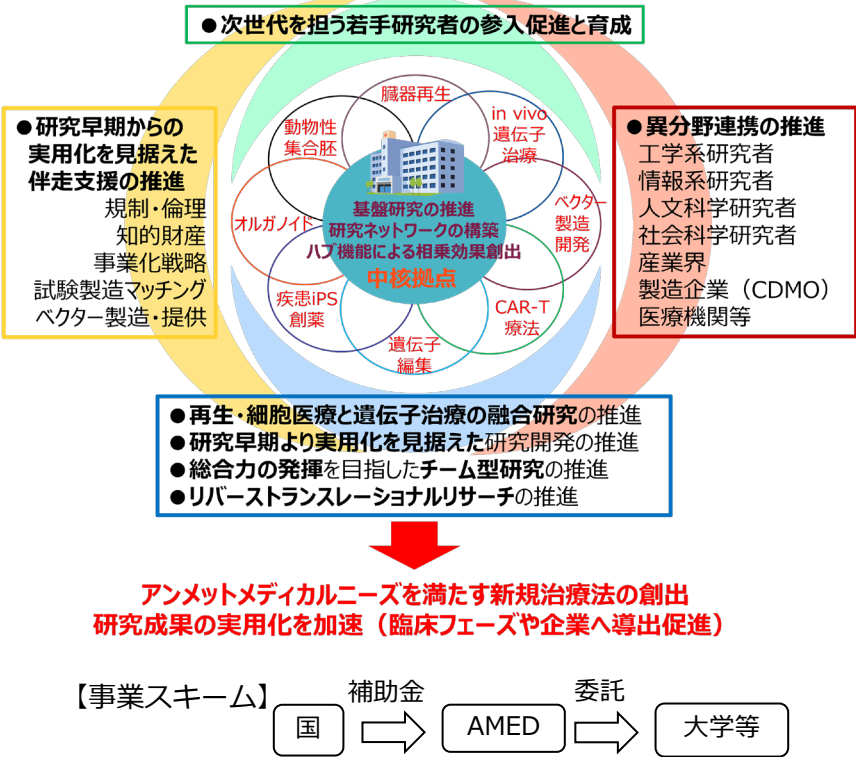 ●次世代を担う若手研究者の参入促進と育成
●研究早期からの
実用化を見据えた
伴走支援の推進
規制・倫理
知的財産
事業化戦略
試験製造マッチング
ベクター製造・提供
臓器再生
in vivo
遺伝子
治療
ベクター
製造
開発
CAR-T
療法
遺伝子
編集
疾患iPS
創薬
オルガノイド
動物性
集合胚
基盤研究の推進
研究ネットワークの構築
ハブ機能による相乗効果創出
中核拠点
●異分野連携の推進
工学系研究者
情報系研究者
人文科学研究者
社会科学研究者
産業界
製造企業（CDMO）
医療機関等
●再生・細胞医療と遺伝子治療の融合研究の推進
●研究早期より実用化を見据えた研究開発の推進
●総合力の発揮を目指したチーム型研究の推進
●リバーストランスレーショナルリサーチの推進
アンメットメディカルニーズを満たす新規治療法の創出
研究成果の実用化を加速（臨床フェーズや企業へ導出促進）
【事業スキーム】
国
補助金
AMED
委託
大学等